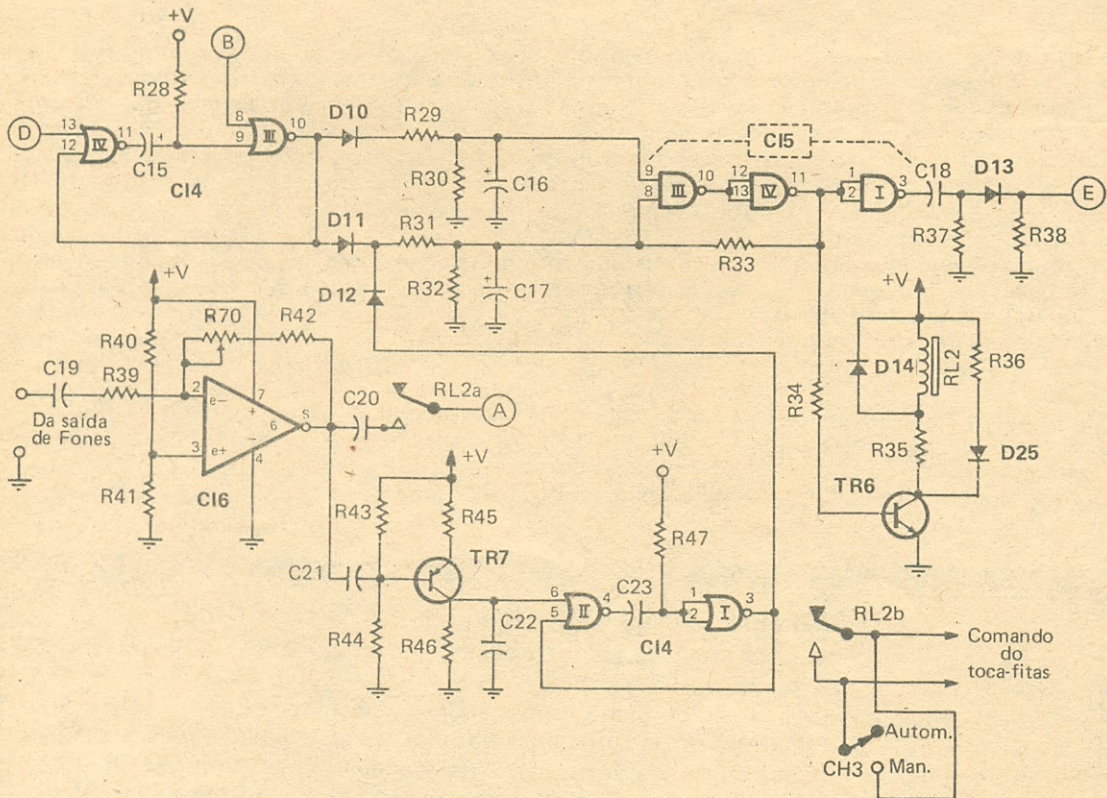 +V
B
R28
D
13
12
IV
11
C15
8
9
III
10
CI4
D10
R29
R30
C16
D11
R31
R32
C17
D12
CI5
9
8
III
10
12
13
IV
11
1
2
I
3
C18
D13
E
R37
R38
R33
+V
R40
R70
R42
C19
R39
2
e−
7
+
6
−
S
3
e+
4
Da saída
de Fones
R41
CI6
C20
RL2a
A
+V
D14
RL2
R36
R34
R35
D25
TR6
+V
R43
R45
TR7
C21
R44
R46
C22
+V
R47
6
5
II
4
C23
1
2
I
3
CI4
RL2b
Comando
do
toca-fitas
Autom.
CH3
Man.